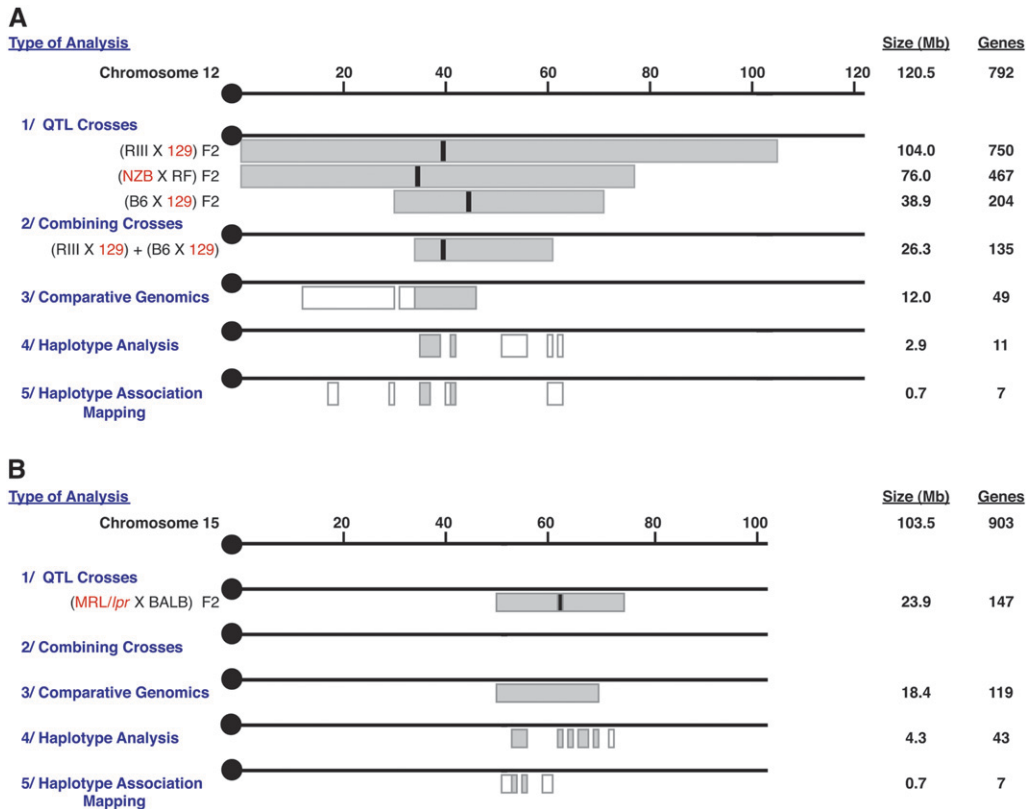 A
Type of Analysis Size (Mb) Genes
Chromosome 12 20 40 60 80 100 120 120.5 792
1/ QTL Crosses
(RIII X 129) F2 104.0 750
(NZB X RF) F2 76.0 467
(B6 X 129) F2 38.9 204
2/ Combining Crosses
(RIII X 129) + (B6 X 129) 26.3 135
3/ Comparative Genomics 12.0 49
4/ Haplotype Analysis 2.9 11
5/ Haplotype Association 0.7 7
Mapping
B
Type of Analysis Size (Mb) Genes
Chromosome 15 20 40 60 80 100 103.5 903
1/ QTL Crosses
(MRL/lpr X BALB) F2 23.9 147
2/ Combining Crosses
3/ Comparative Genomics 18.4 119
4/ Haplotype Analysis 4.3 43
5/ Haplotype Association 0.7 7
Mapping